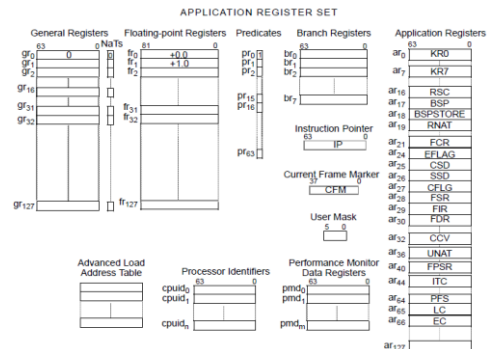 APPLICATION REGISTER SET
General Registers
63 0 NaTs
gr0 0 0
gr1
gr2
gr16
gr31
gr32
gr127
Floating-point Registers
81 0
fr0 +0.0
fr1 +1.0
fr2
fr31
fr32
fr127
Predicates
pr0 1
pr1
pr2
pr15
pr16
pr63
Branch Registers
63 0
br0
br1
br2
br7
Instruction Pointer
63 0
IP
Current Frame Marker
37 0
CFM
User Mask
5 0
Application Registers
63 0
ar0 KR0
ar7 KR7
ar16 RSC
ar17 BSP
ar18 BSPSTORE
ar19 RNAT
ar21 FCR
ar24 EFLAG
ar25 CSD
ar26 SSD
ar27 CFLG
ar28 FSR
ar29 FIR
ar30 FDR
ar32 CCV
ar36 UNAT
ar40 FPSR
ar44 ITC
ar64 PFS
ar65 LC
ar66 EC
ar127
Advanced Load
Address Table
Processor Identifiers
63 0
cpuid0
cpuid1
cpuidn
Performance Monitor
Data Registers
63 0
pmd0
pmd1
pmdm